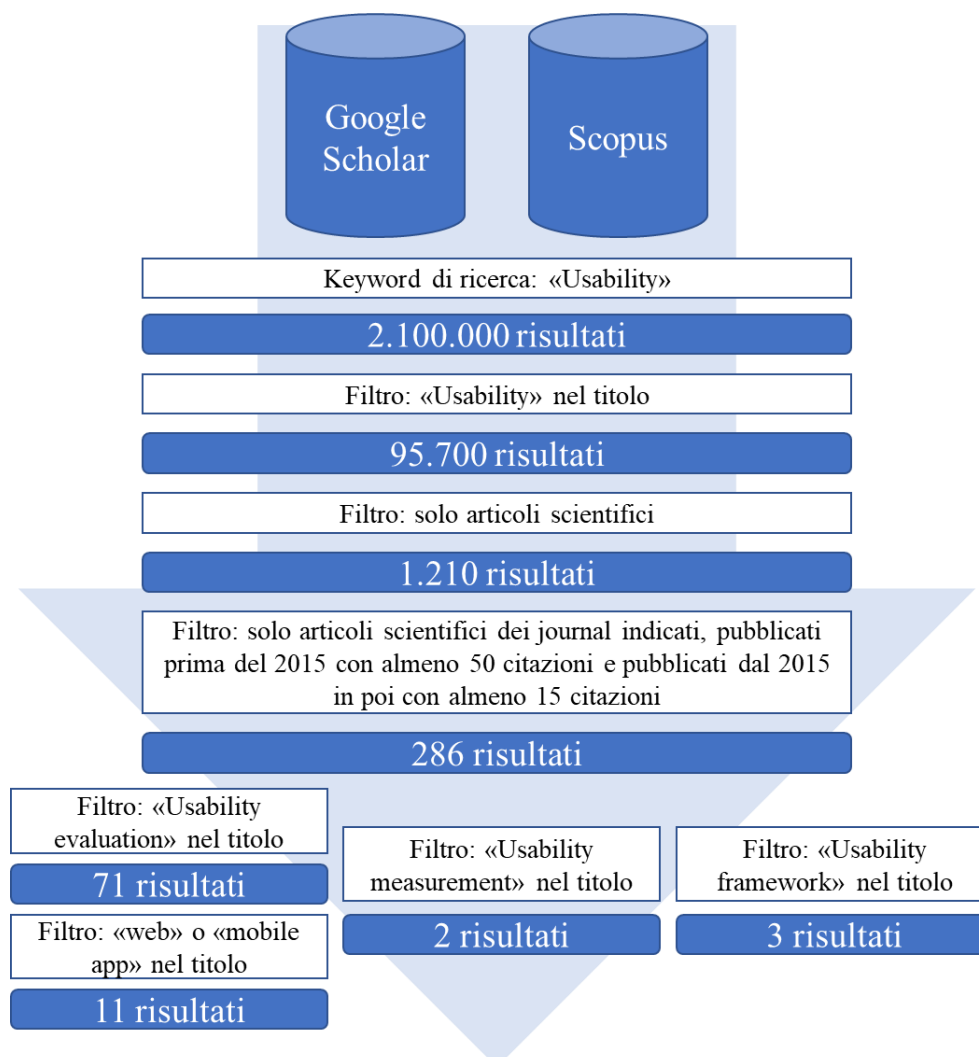 Google
Scholar
Scopus
Keyword di ricerca: «Usability»
2.100.000 risultati
Filtro: «Usability» nel titolo
95.700 risultati
Filtro: solo articoli scientifici
1.210 risultati
Filtro: solo articoli scientifici dei journal indicati, pubblicati
prima del 2015 con almeno 50 citazioni e pubblicati dal 2015
in poi con almeno 15 citazioni
286 risultati
Filtro: «Usability
evaluation» nel titolo
71 risultati
Filtro: «web» o «mobile
app» nel titolo
11 risultati
Filtro: «Usability
measurement» nel titolo
2 risultati
Filtro: «Usability
framework» nel titolo
3 risultati